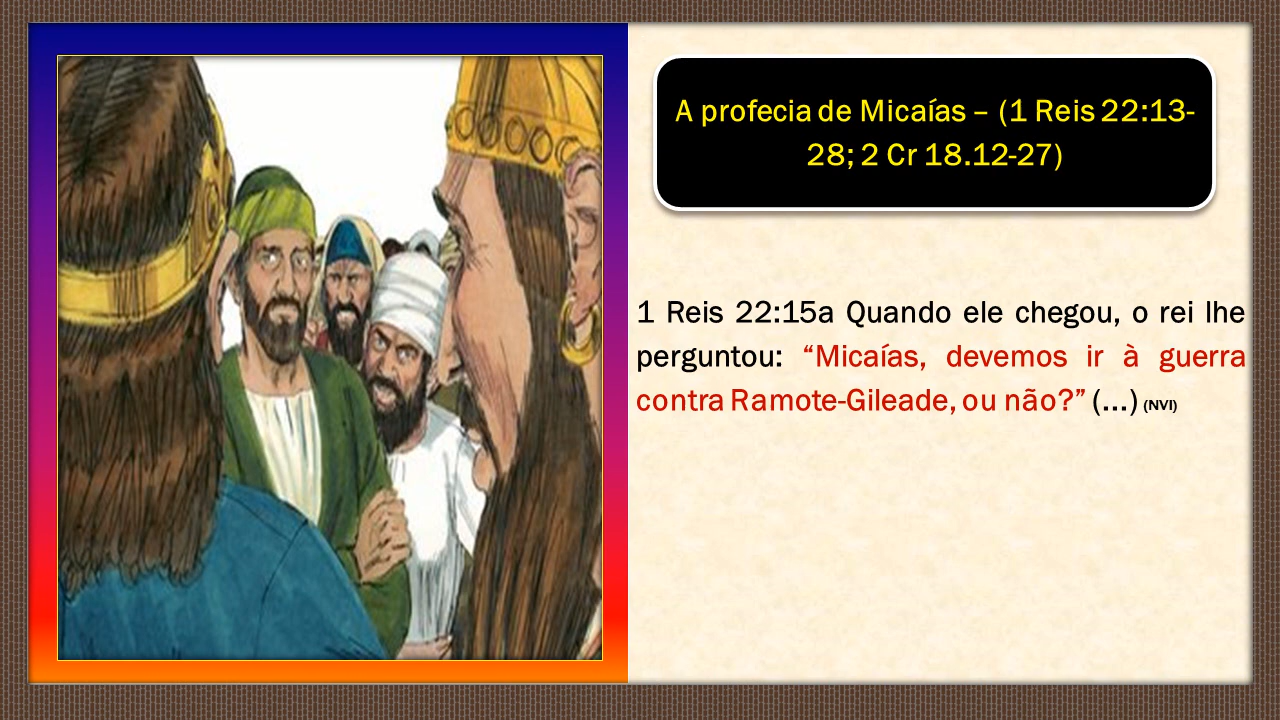 A profecia de Micaías – (1 Reis 22:13-
28; 2 Cr 18.12-27)
1 Reis 22:15a Quando ele chegou, o rei lhe
perguntou: “Micaías, devemos ir à guerra
contra Ramote-Gileade, ou não?” (...) (NVI)